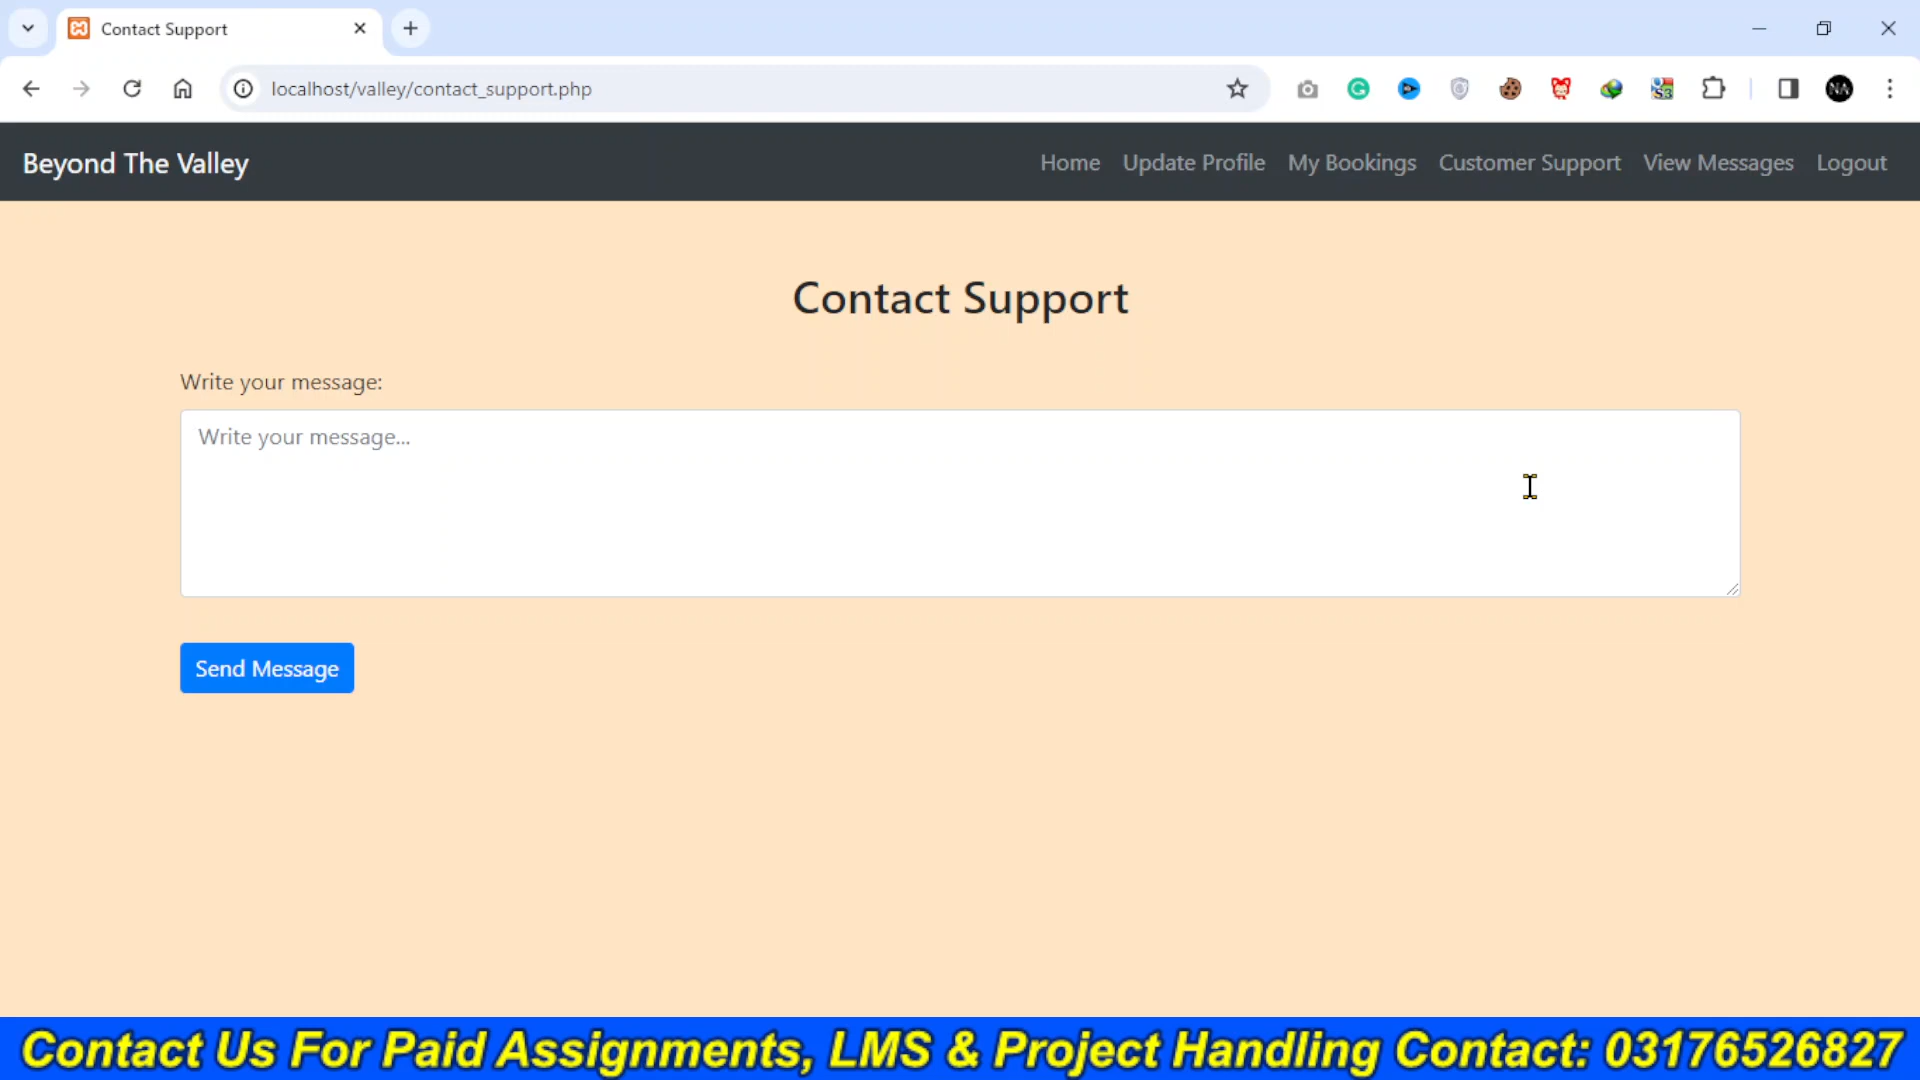 Contact Support
localhost/valley/contact_support.php
NA
Beyond The Valley
Home Update Profile My Bookings Customer Support View Messages Logout
Contact Support
Write your message:
Write your message...
Send Message
Contact Us For Paid Assignments, LMS & Project Handling Contact: 03176526827